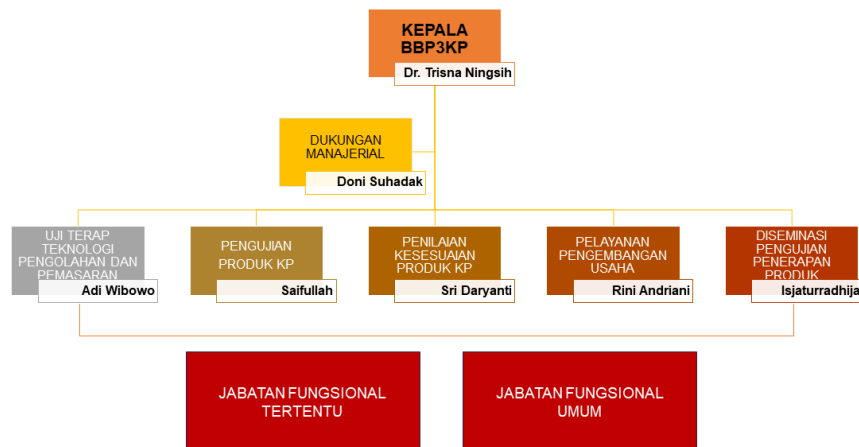 KEPALA
BBP3KP
Dr. Trisna Ningsih
DUKUNGAN
MANAJERIAL
Doni Suhadak
UJI TERAP
TEKNOLOGI
PENGOLAHAN DAN
PEMASARAN
Adi Wibowo
PENGUJIAN
PRODUK KP
Saifullah
PENILAIAN
KESESUAIAN
PRODUK KP
Sri Daryanti
PELAYANAN
PENGEMBANGAN
USAHA
Rini Andriani
DISEMINASI
PENGUJIAN
PENERAPAN
PRODUK
Isjaturradhija
JABATAN FUNGSIONAL
TERTENTU
JABATAN FUNGSIONAL
UMUM